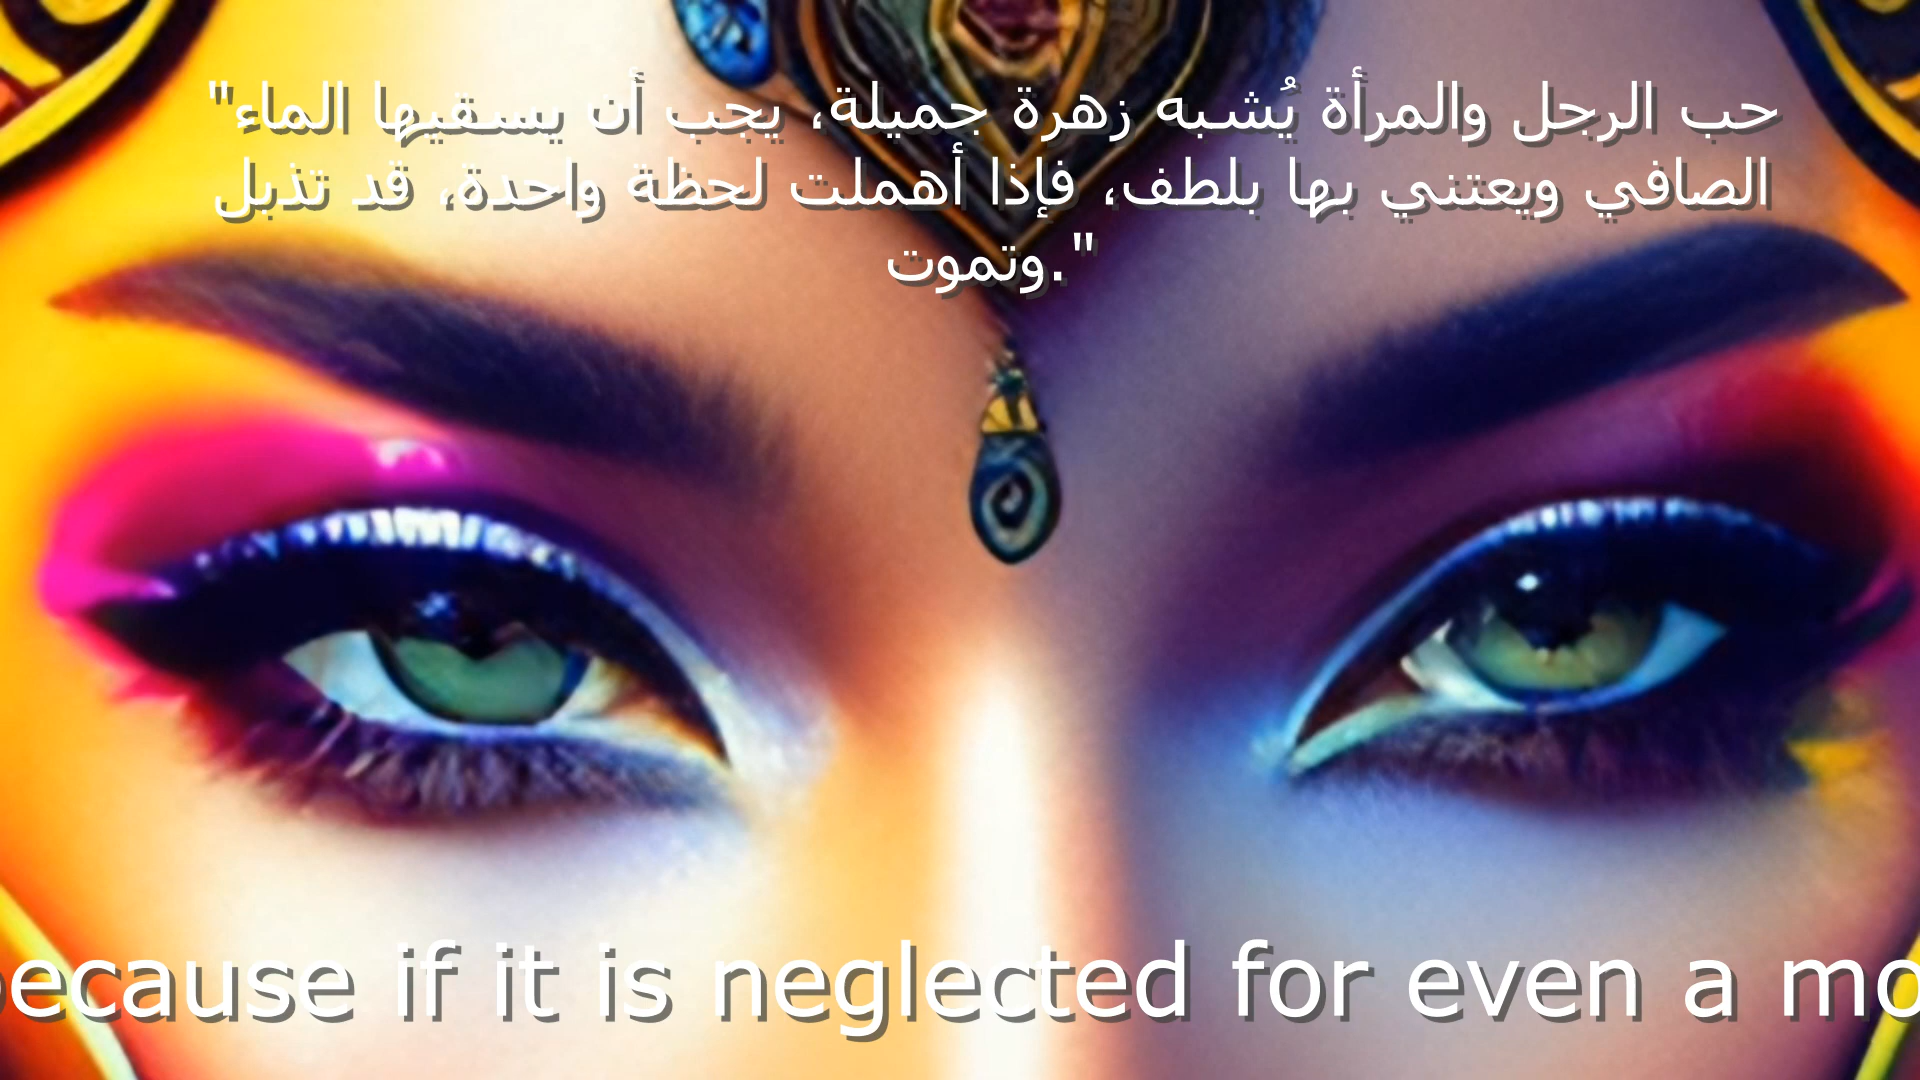 حب الرجل والمرأة يُشبه زهرة جميلة، يجب أن يسقيها الماء"
الصافي ويعتني بها بلطف، فإذا أهملت لحظة واحدة، قد تذبل
".وتموت
because if it is neglected for even a mo